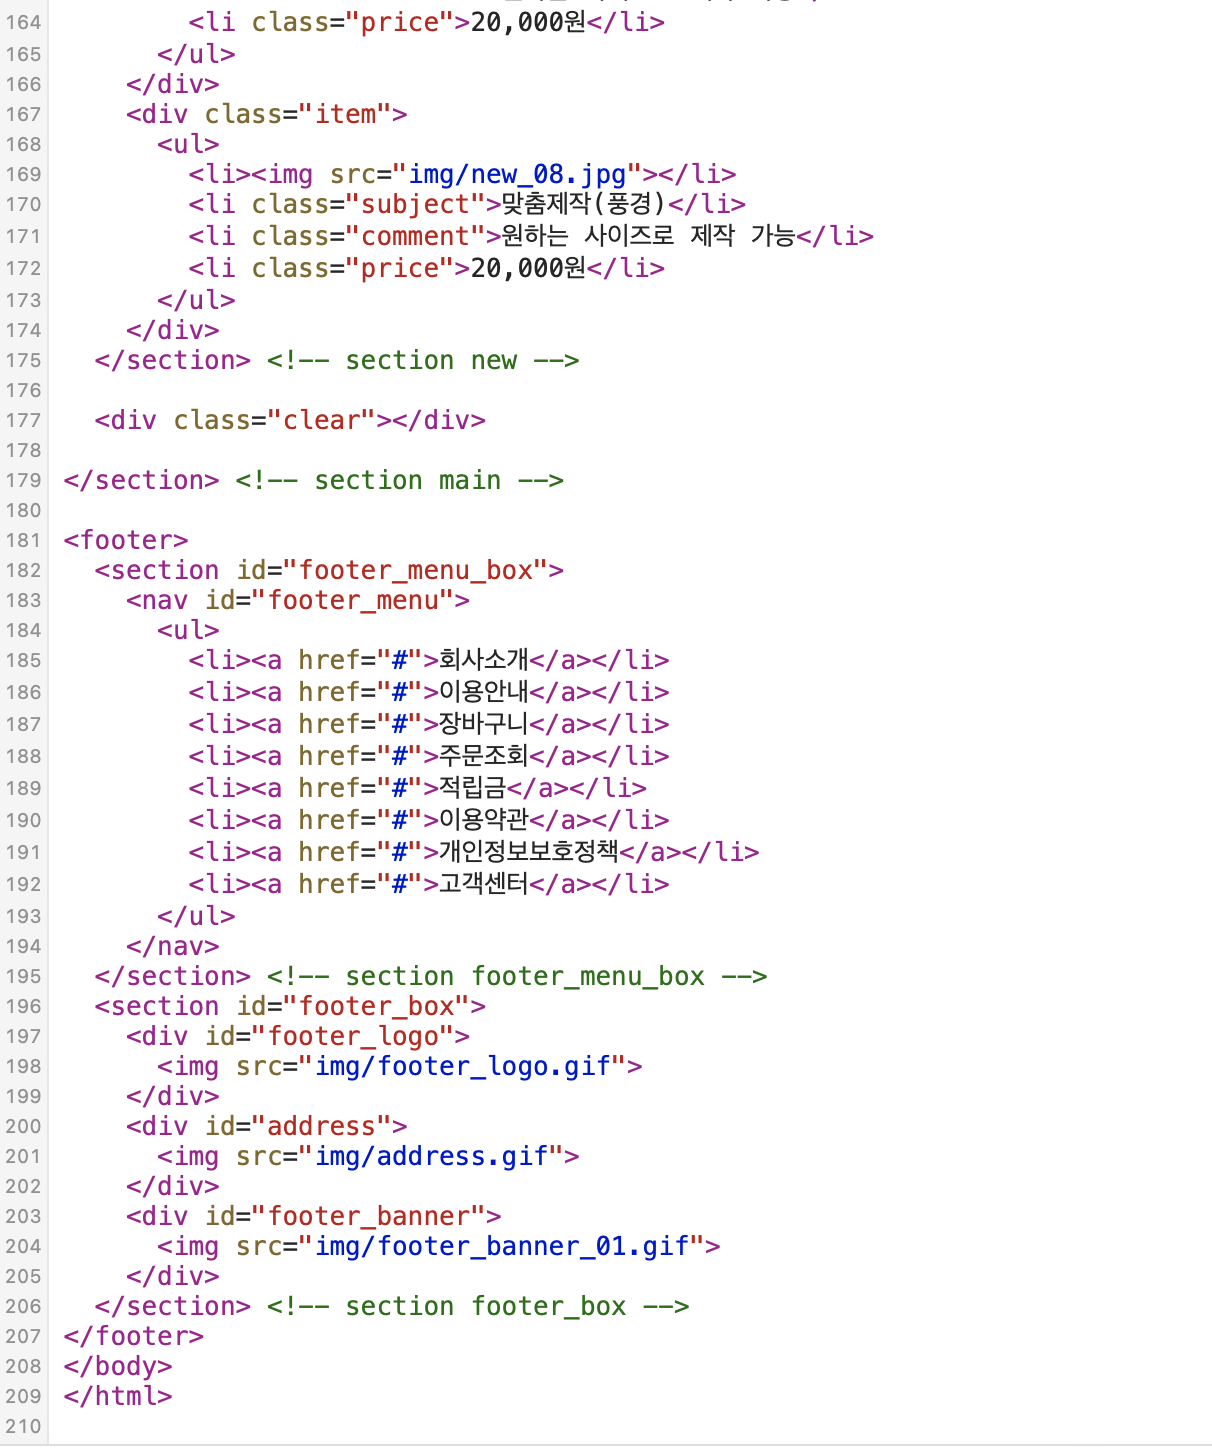 164         <li class="price">20,000원</li>
165       </ul>
166     </div>
167     <div class="item">
168       <ul>
169         <li><img src="img/new_08.jpg"></li>
170         <li class="subject">맞춤제작(풍경)</li>
171         <li class="comment">원하는 사이즈로 제작 가능</li>
172         <li class="price">20,000원</li>
173       </ul>
174     </div>
175   </section> <!-- section new -->
176
177   <div class="clear"></div>
178
179 </section> <!-- section main -->
180
181 <footer>
182   <section id="footer_menu_box">
183     <nav id="footer_menu">
184       <ul>
185         <li><a href="#">회사소개</a></li>
186         <li><a href="#">이용안내</a></li>
187         <li><a href="#">장바구니</a></li>
188         <li><a href="#">주문조회</a></li>
189         <li><a href="#">적립금</a></li>
190         <li><a href="#">이용약관</a></li>
191         <li><a href="#">개인정보보호정책</a></li>
192         <li><a href="#">고객센터</a></li>
193       </ul>
194     </nav>
195   </section> <!-- section footer_menu_box -->
196   <section id="footer_box">
197     <div id="footer_logo">
198       <img src="img/footer_logo.gif">
199     </div>
200     <div id="address">
201       <img src="img/address.gif">
202     </div>
203     <div id="footer_banner">
204       <img src="img/footer_banner_01.gif">
205     </div>
206   </section> <!-- section footer_box -->
207 </footer>
208 </body>
209 </html>
210